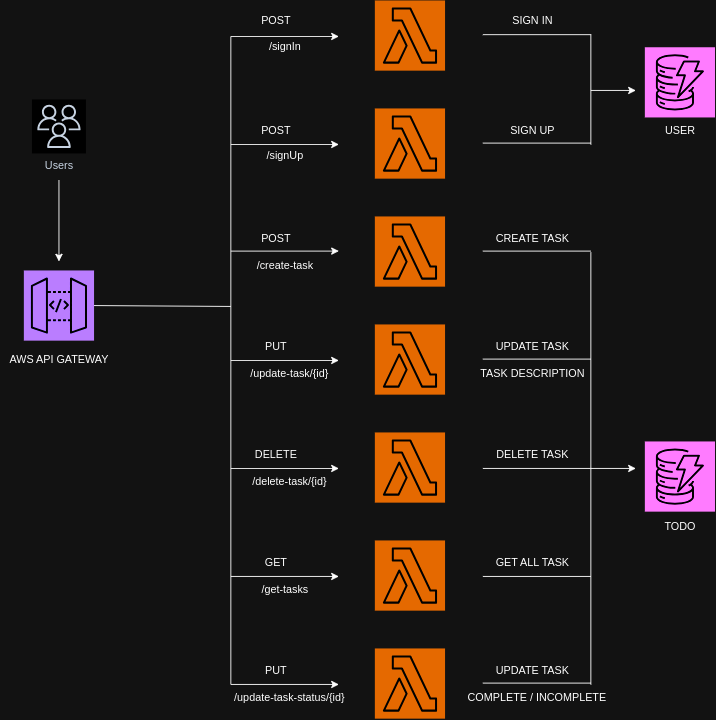 POST
/signIn
SIGN IN
POST
/signUp
SIGN UP
USER
Users
POST
/create-task
CREATE TASK
AWS API GATEWAY
PUT
/update-task/{id}
UPDATE TASK
TASK DESCRIPTION
DELETE
/delete-task/{id}
DELETE TASK
TODO
GET
/get-tasks
GET ALL TASK
PUT
/update-task-status/{id}
UPDATE TASK
COMPLETE / INCOMPLETE